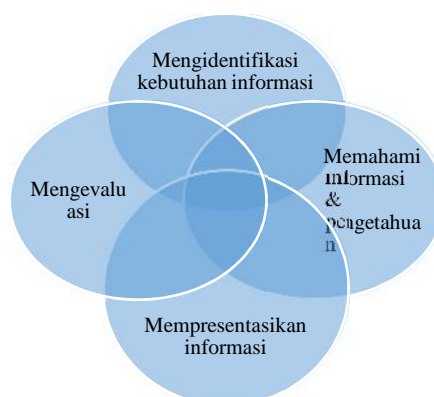 Mengidentifikasi
kebutuhan informasi
Mengevalu
asi
Memahami
informasi
&
pengetahua
n
Mempresentasikan
informasi